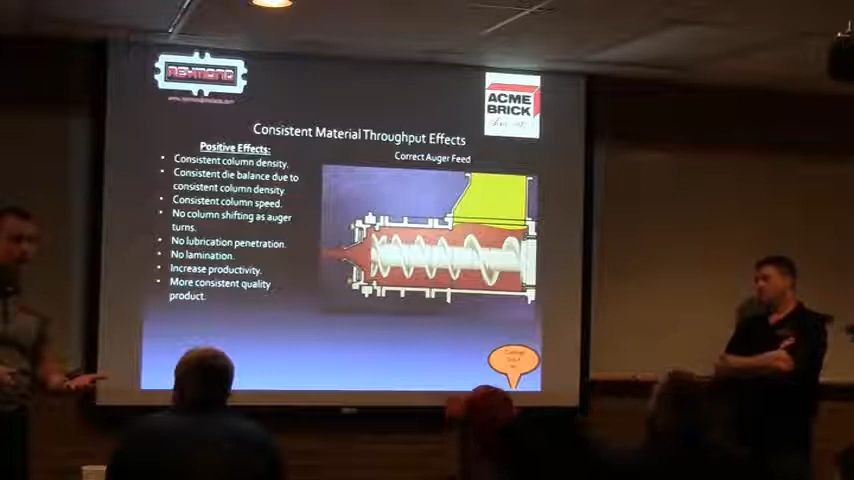 REYMOND
ACME
BRICK
Consistent Material Throughput Effects
Correct Auger Feed
Positive Effects:
• Consistent column density.
• Consistent die balance due to
consistent column density.
• Consistent column speed.
• No column shifting as auger
turns.
• No lubrication penetration.
• No lamination.
• Increase productivity.
• More consistent quality
product.